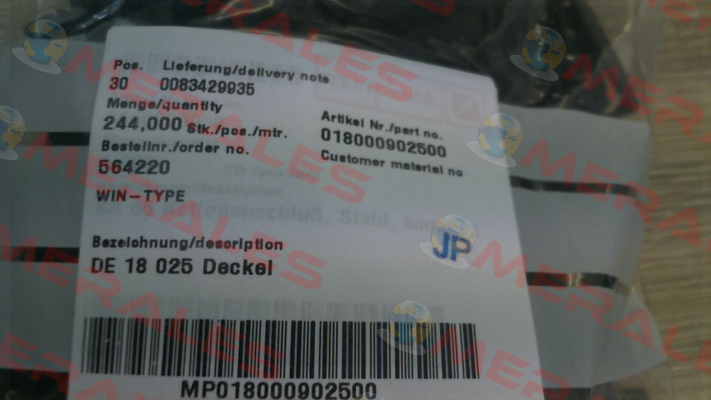 Pos. Lieferung/delivery note
30 0083429935
Menge/quantity
244,000 Stk./pos./mtr.
Artikel Nr./part no.
018000902500
Bestellnr./order no.
564220
Customer material no
WIN-TYPE
Bezeichnung/description
DE 18 025 Deckel
JP
MP018000902500
MERALES